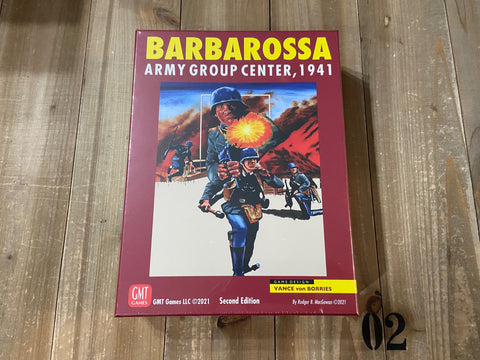 BARBAROSSA
ARMY GROUP CENTER, 1941
GMT
GAMES
GMT Games LLC ©2021
Second Edition
GAME DESIGN
VANCE von BORRIES
By Rodger B. MacGowan ©2021
02